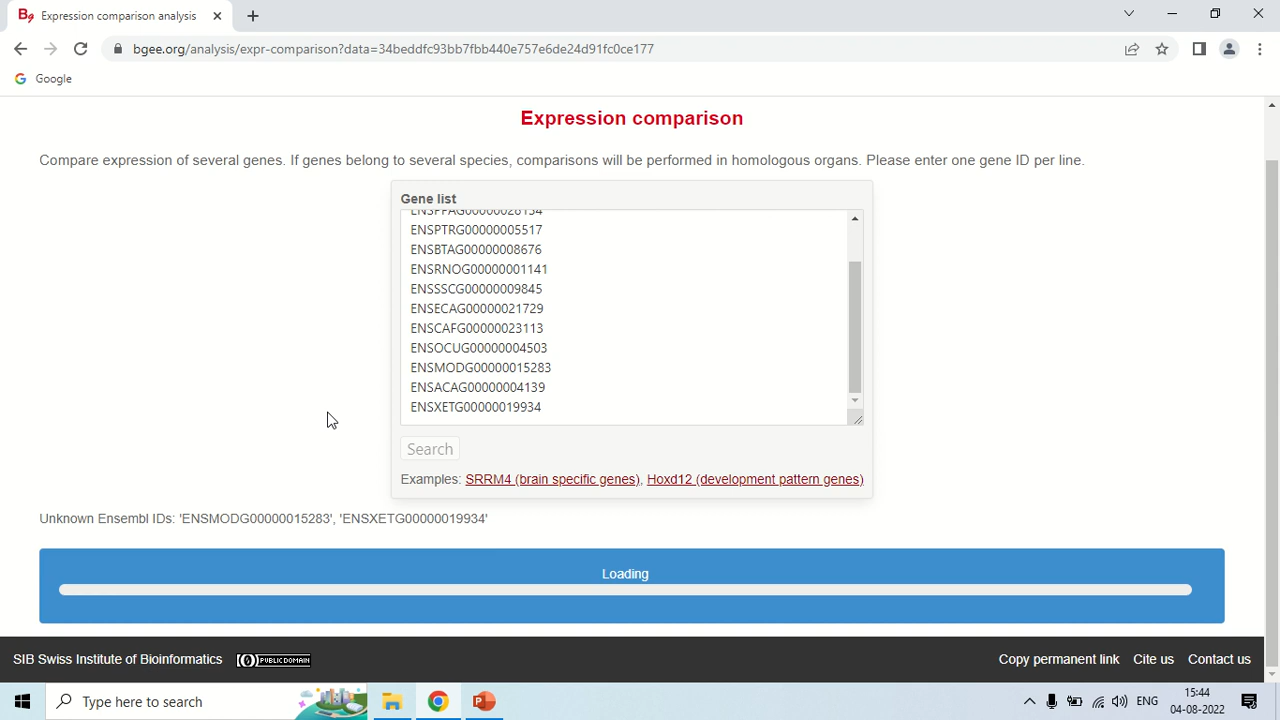 Expression comparison analysis
bgee.org/analysis/expr-comparison?data=34beddfc93bb7fbb440e757e6de24d91fc0ce177
Google
Expression comparison
Compare expression of several genes. If genes belong to several species, comparisons will be performed in homologous organs. Please enter one gene ID per line.
Gene list
ENSPTRG00000005517
ENSBTAG00000008676
ENSRNOG00000001141
ENSSSCG00000009845
ENSECAG00000021729
ENSCAFG00000023113
ENSOCUG00000004503
ENSMODG00000015283
ENSACAG00000004139
ENSXETG00000019934
Search
Examples: SRRM4 (brain specific genes), Hoxd12 (development pattern genes)
Unknown Ensembl IDs: 'ENSMODG00000015283', 'ENSXETG00000019934'
Loading
SIB Swiss Institute of Bioinformatics PUBLIC DOMAIN Copy permanent link Cite us Contact us
Type here to search
ENG
15:44
04-08-2022